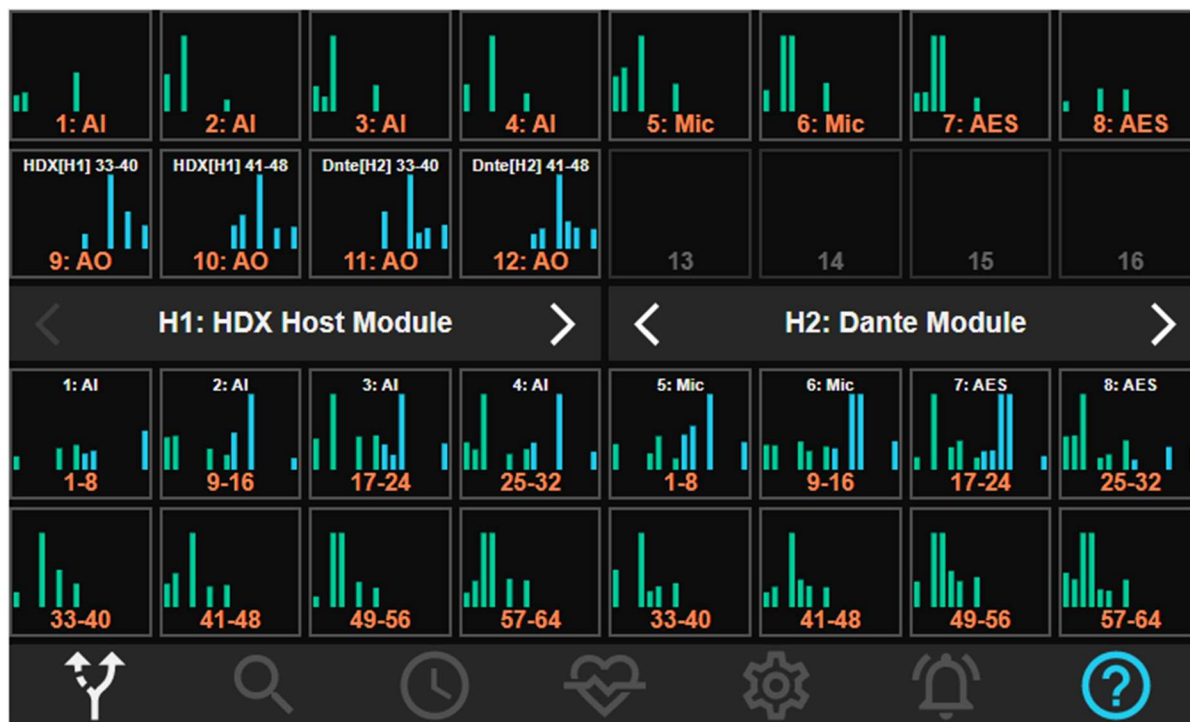 1: AI 2: AI 3: AI 4: AI 5: Mic 6: Mic 7: AES 8: AES
HDX[H1] 33-40 HDX[H1] 41-48 Dnte[H2] 33-40 Dnte[H2] 41-48
9: AO 10: AO 11: AO 12: AO 13 14 15 16
H1: HDX Host Module H2: Dante Module
1: AI 2: AI 3: AI 4: AI 5: Mic 6: Mic 7: AES 8: AES
1-8 9-16 17-24 25-32 1-8 9-16 17-24 25-32
33-40 41-48 49-56 57-64 33-40 41-48 49-56 57-64
?